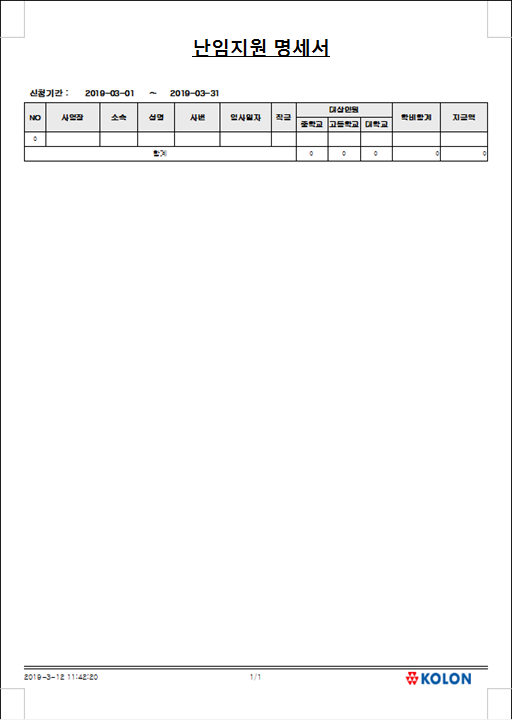 난임지원 명세서
신청기간 : 2019-03-01 ~ 2019-03-31
NO 사업장 소속 성명 사번 입사일자 직급 대상인원 학비합계 지급액
중학교 고등학교 대학교
0
합계 0 0 0 0 0
2019-3-12 11:42:20 1/1 KOLON